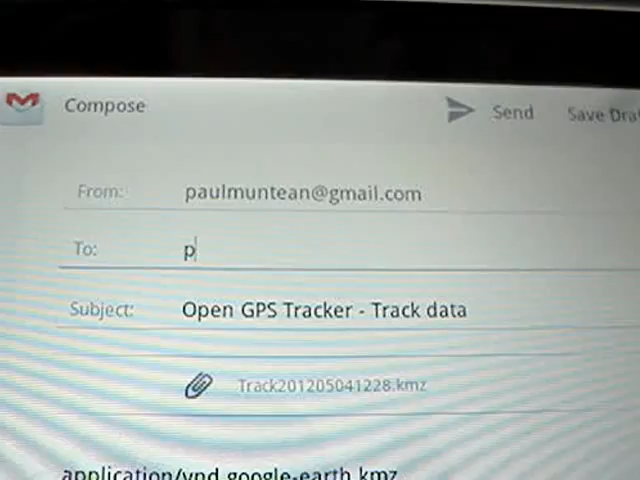 Compose
Send
Save Dra
From: paulmuntean@gmail.com
To: p
Subject: Open GPS Tracker - Track data
Track201205041228.kmz
application/vnd.google-earth.kmz